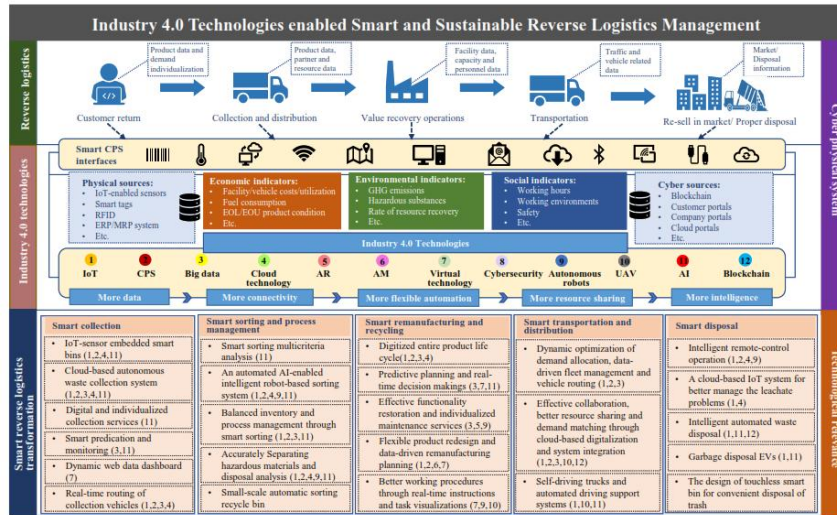 Industry 4.0 Technologies enabled Smart and Sustainable Reverse Logistics Management
Reverse logistics
Product data and
demand
individualization
Product data,
partner and
resource data
Facility data,
capacity and
personnel data
Traffic and
vehicle related
data
Market/
Disposal
information
Customer return
Collection and distribution
Value recovery operations
Transportation
Re-sell in market/ Proper disposal
Cyber physical system
Industry 4.0 technologies
Smart CPS
interfaces
Physical sources:
• IoT-enabled sensors
• Smart tags
• RFID
• ERP/MRP system
• Etc.
Economic indicators:
• Facility/vehicle costs/utilization
• Fuel consumption
• EOL/EOU product condition
• Etc.
Environmental indicators:
• GHG emissions
• Hazardous substances
• Rate of resource recovery
• Etc.
Social indicators:
• Working hours
• Working environments
• Safety
• Etc.
Cyber sources:
• Blockchain
• Customer portals
• Company portals
• Cloud portals
• Etc.
Industry 4.0 Technologies
1
IoT
2
CPS
3
Big data
4
Cloud
technology
5
AR
6
AM
7
Virtual
technology
8
Cybersecurity
9
Autonomous
robots
10
UAV
11
AI
12
Blockchain
More data
More connectivity
More flexible automation
More resource sharing
More intelligence
Smart reverse logistics
transformation
Smart collection
• IoT-sensor embedded smart
bins (1,2,4,11)
• Cloud-based autonomous
waste collection system
(1,2,3,4,11)
• Digital and individualized
collection services (11)
• Smart predication and
monitoring (3,11)
• Dynamic web data dashboard
(7)
• Real-time routing of
collection vehicles (1,2,3,4)
Smart sorting and process
management
• Smart sorting multicriteria
analysis (11)
• An automated AI-enabled
intelligent robot-based sorting
system (1,2,4,9,11)
• Balanced inventory and
process management through
smart sorting (1,2,3,11)
• Accurately Separating
hazardous materials and
disposal analysis (1,2,4,9,11)
• Small-scale automatic sorting
recycle bin
Smart remanufacturing and
recycling
• Digitized entire product life
cycle(1,2,3,4)
• Predictive planning and real-
time decision makings (3,7,11)
• Effective functionality
restoration and individualized
maintenance services (3,5,9)
• Flexible product redesign and
data-driven remanufacturing
planning (1,2,6,7)
• Better working procedures
through real-time instructions
and task visualizations (7,9,10)
Smart transportation and
distribution
• Dynamic optimization of
demand allocation, data-
driven fleet management and
vehicle routing (1,2,3)
• Effective collaboration,
better resource sharing and
demand matching through
cloud-based digitalization and
system integration
(1,2,3,10,12)
• Self-driving trucks and
automated driving support
systems (1,10,11)
Smart disposal
• Intelligent remote-control
operation (1,2,4,9)
• A cloud-based IoT system for
better manage the leachate
problems (1,4)
• Intelligent automated waste
disposal (1,11,12)
• Garbage disposal EVs (1,11)
• The design of touchless smart
bin for convenient disposal of
trash